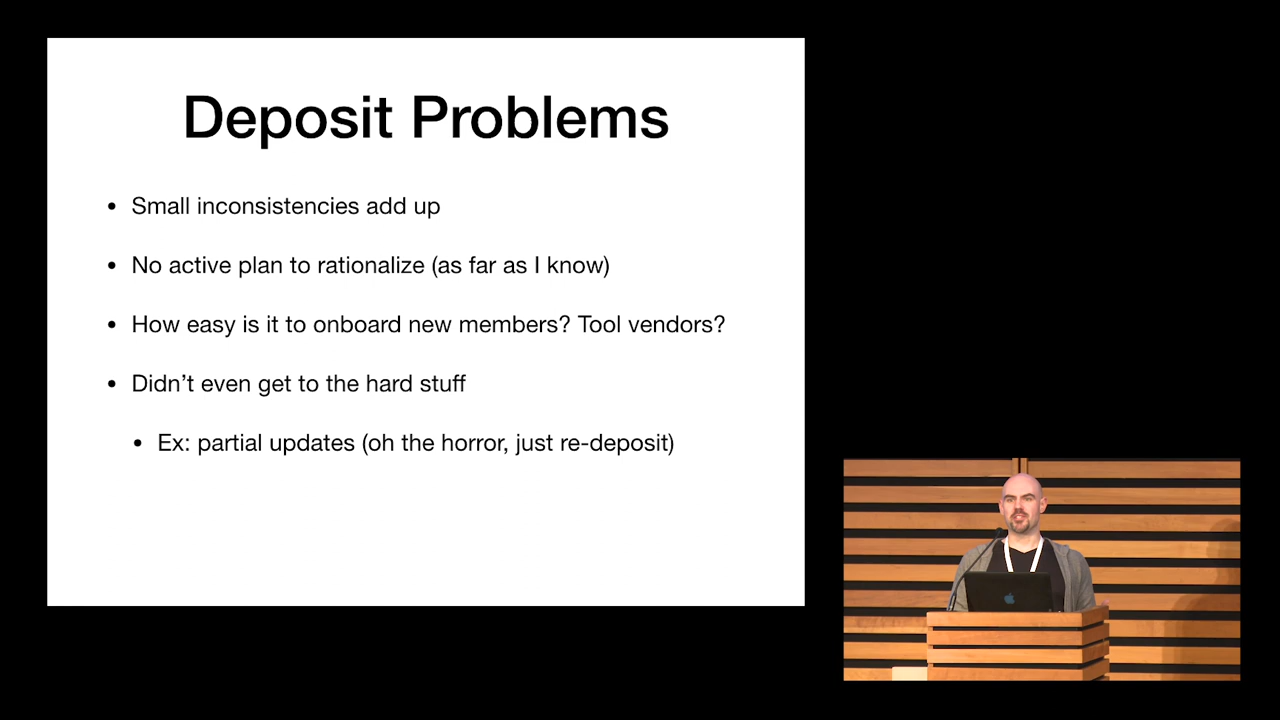 Deposit Problems
• Small inconsistencies add up
• No active plan to rationalize (as far as I know)
• How easy is it to onboard new members? Tool vendors?
• Didn’t even get to the hard stuff
• Ex: partial updates (oh the horror, just re-deposit)